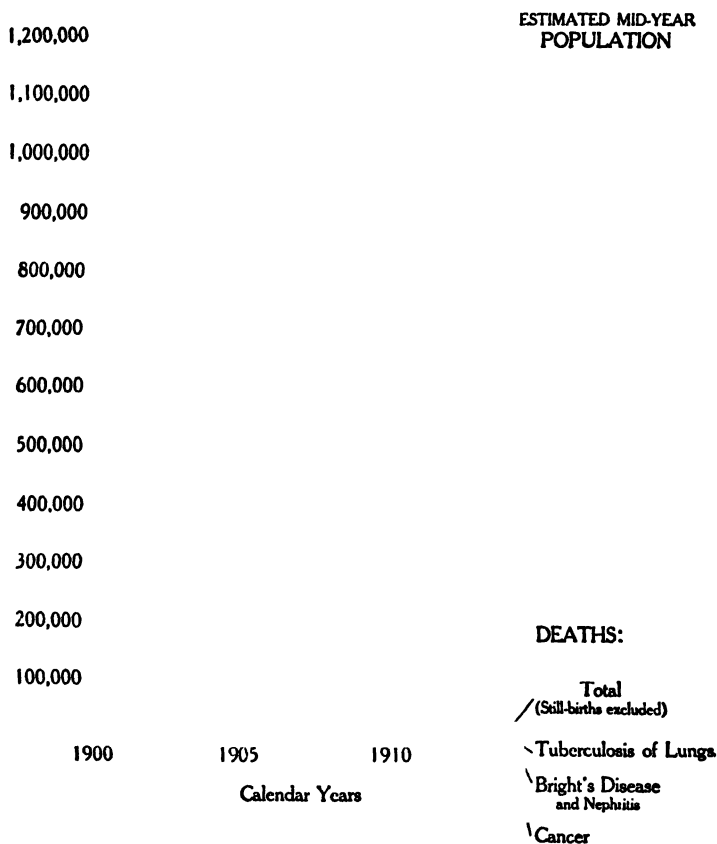 ESTIMATED MID-YEAR
POPULATION
1,200,000
1,100,000
1,000,000
900,000
800,000
700,000
600,000
500,000
400,000
300,000
200,000
100,000
DEATHS:
Total
(Still-births excluded)
Tuberculosis of Lungs
Bright's Disease
and Nephritis
Cancer
1900 1905 1910
Calendar Years